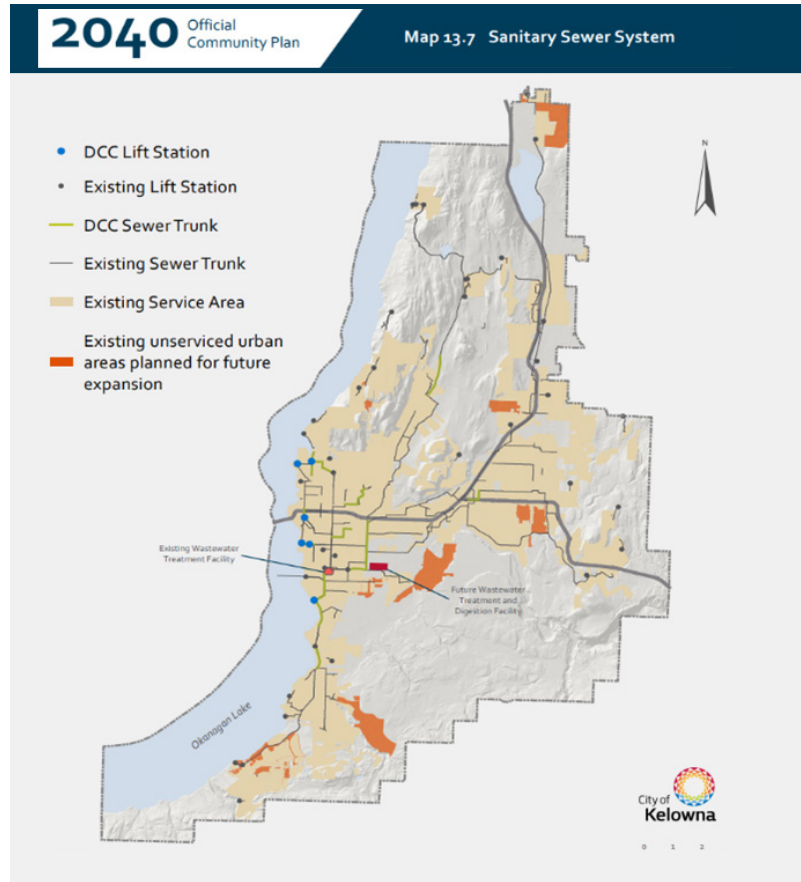 2040 Official
Community Plan
Map 13.7 Sanitary Sewer System
DCC Lift Station
Existing Lift Station
DCC Sewer Trunk
Existing Sewer Trunk
Existing Service Area
Existing unserviced urban
areas planned for future
expansion
N
Existing Wastewater
Treatment Facility
Future Wastewater
Treatment and
Digestion Facility
Okanagan Lake
City of
Kelowna
0 1 2